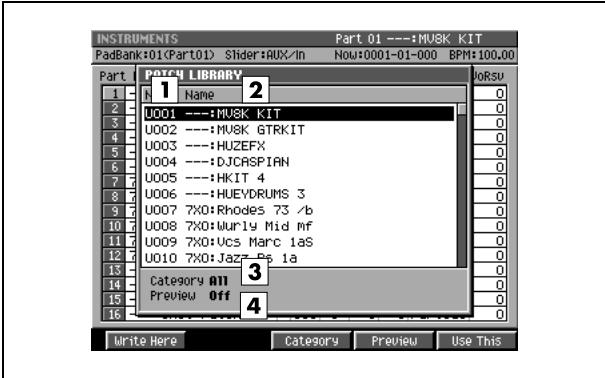 INSTRUMENTS Part 01 ---:MV8K KIT
PadBank:01(Part01) Slider:AUX/In Now:0001-01-000 BPM:100.00
Part PATCH LIBRARY VoRsv
1 2
Name
1 U001 ---:MV8K KIT 0
2 U002 ---:MV8K GTRKIT 0
3 U003 ---:HUZEFX 0
4 U004 ---:DJCASPIAN 0
5 U005 ---:HKIT 4 0
6 U006 ---:HUEYDRUMS 3 0
7 U007 7X0:Rhodes 73 /b 0
8 U008 7X0:Wurly Mid mf 0
9 U009 7X0:Vcs Marc 1aS 0
10 U010 7X0:Jazz 1a 0
11 0
12 0
13 Category All 3 0
14 Preview Off 4 0
15 0
16 0
Write Here Category Preview Use This